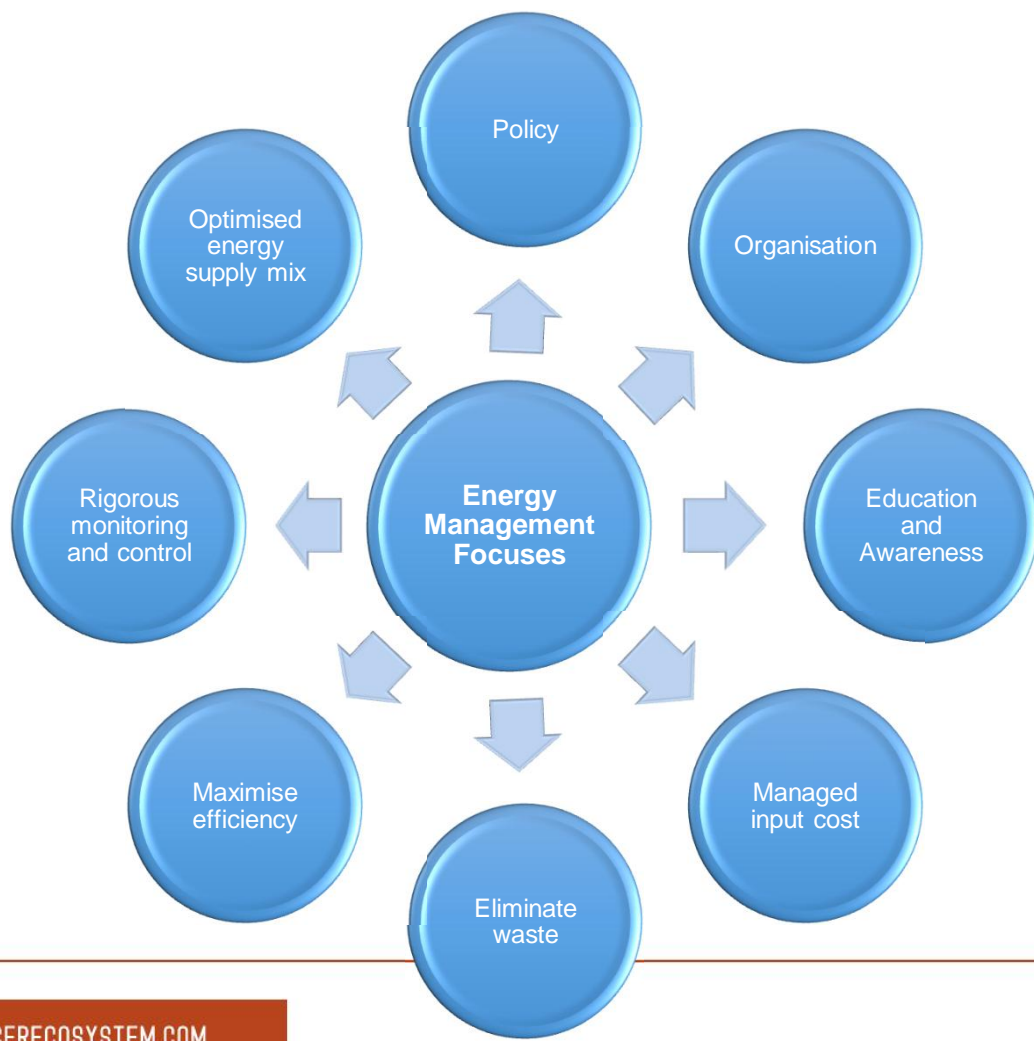 Policy
Optimised
energy
supply mix
Organisation
Rigorous
monitoring
and control
Energy
Management
Focuses
Education
and
Awareness
Maximise
efficiency
Managed
input cost
Eliminate
waste